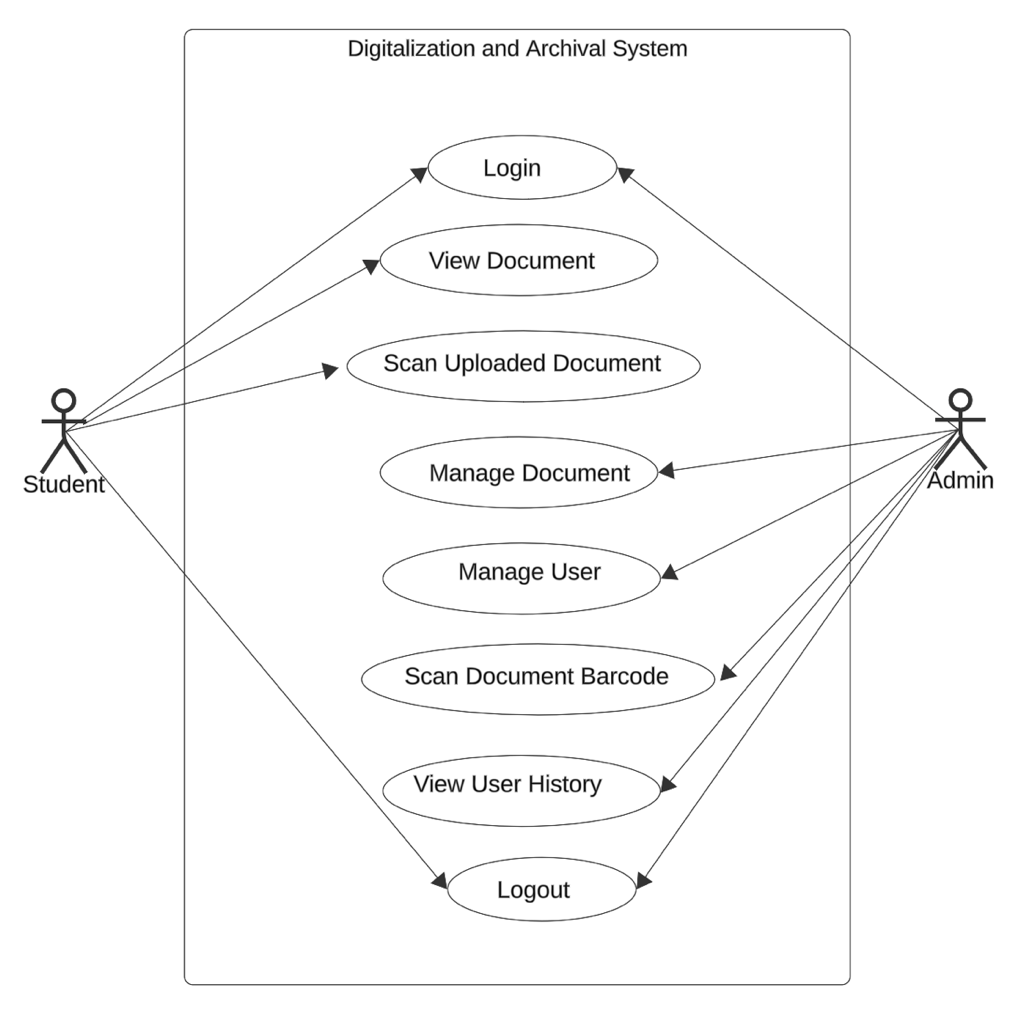 Digitalization and Archival System
Login
View Document
Scan Uploaded Document
Student
Admin
Manage Document
Manage User
Scan Document Barcode
View User History
Logout